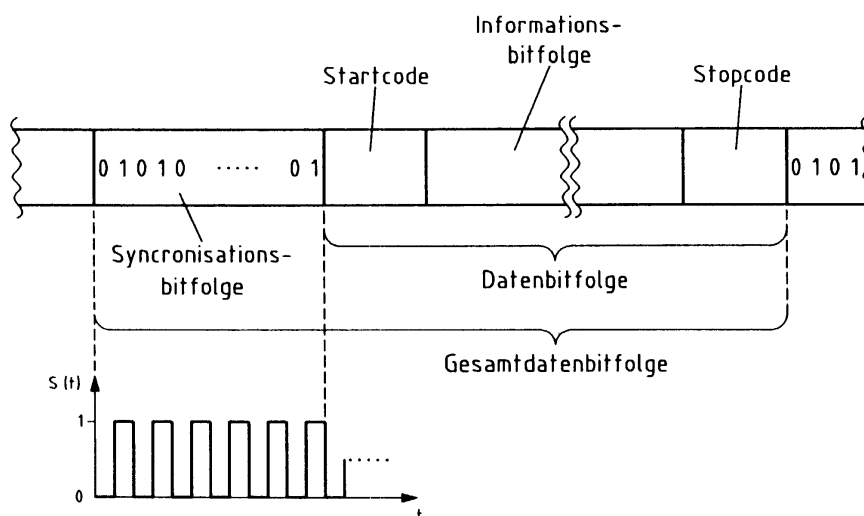 Informations-
bitfolge
Startcode
Stopcode
0 1 0 1 0 ····· 0 1
0 1 0 1
Syncronisations-
bitfolge
Datenbitfolge
Gesamtdatenbitfolge
S (t)
1
0
t